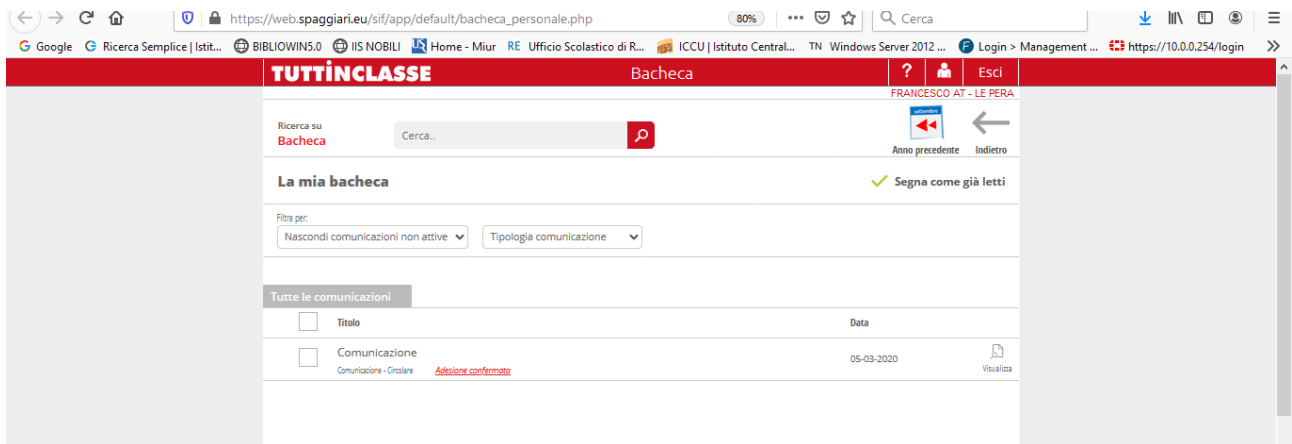 https://web.spaggiari.eu/sif/app/default/bacheca_personale.php 80% Cerca
Google Ricerca Semplice | Istit... BIBLIOWIN5.0 IIS NOBILI Home - Miur RE Ufficio Scolastico di R... ICCU | Istituto Central... TN Windows Server 2012 ... Login > Management ... https://10.0.0.254/login
TUTTINCLASSE Bacheca ? Esci
FRANCESCO AT - LE PERA
settembre
Ricerca su
Bacheca
Cerca..
Anno precedente Indietro
La mia bacheca Segna come già letti
Filtra per:
Nascondi comunicazioni non attive Tipologia comunicazione
Tutte le comunicazioni
Titolo Data
Comunicazione 05-03-2020
Comunicazione - Circolare Adesione confermata Visualizza